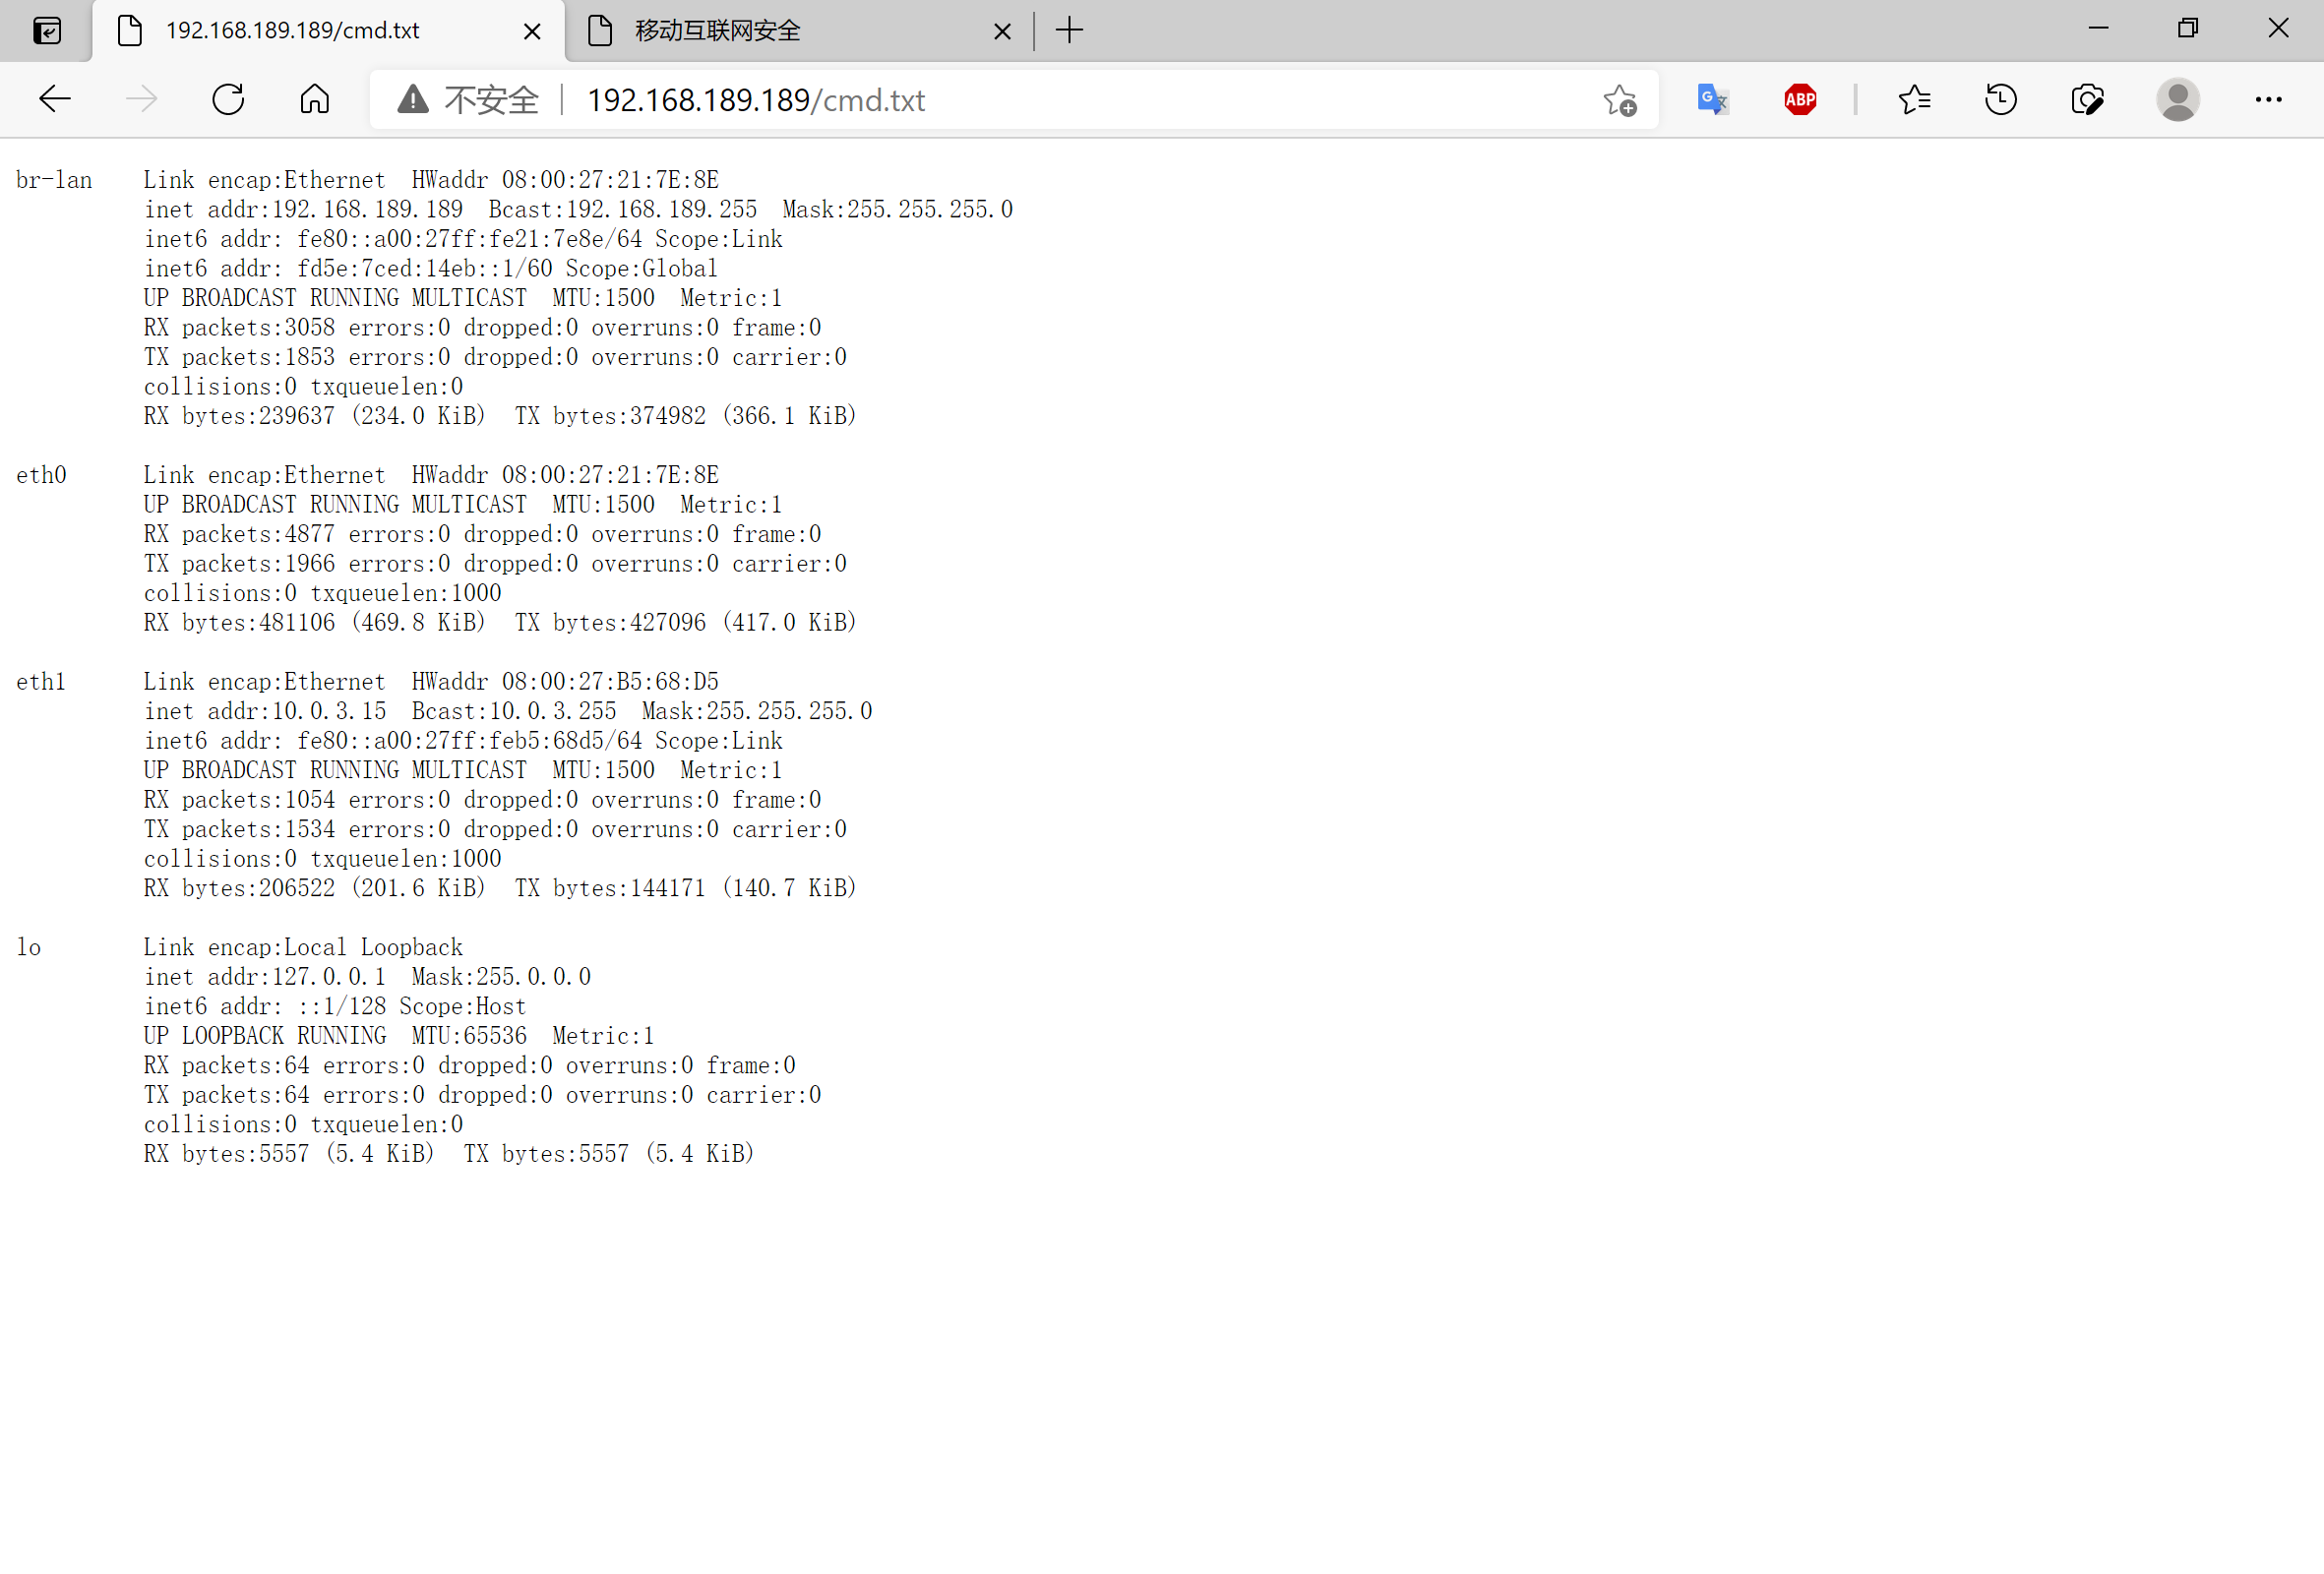 192.168.189.189/cmd.txt
移动互联网安全
不安全 192.168.189.189/cmd.txt
G 文
ABP
br-lan Link encap:Ethernet HWaddr 08:00:27:21:7E:8E
inet addr:192.168.189.189 Bcast:192.168.189.255 Mask:255.255.255.0
inet6 addr: fe80::a00:27ff:fe21:7e8e/64 Scope:Link
inet6 addr: fd5e:7ced:14eb::1/60 Scope:Global
UP BROADCAST RUNNING MULTICAST MTU:1500 Metric:1
RX packets:3058 errors:0 dropped:0 overruns:0 frame:0
TX packets:1853 errors:0 dropped:0 overruns:0 carrier:0
collisions:0 txqueuelen:0
RX bytes:239637 (234.0 KiB) TX bytes:374982 (366.1 KiB)
eth0 Link encap:Ethernet HWaddr 08:00:27:21:7E:8E
UP BROADCAST RUNNING MULTICAST MTU:1500 Metric:1
RX packets:4877 errors:0 dropped:0 overruns:0 frame:0
TX packets:1966 errors:0 dropped:0 overruns:0 carrier:0
collisions:0 txqueuelen:1000
RX bytes:481106 (469.8 KiB) TX bytes:427096 (417.0 KiB)
eth1 Link encap:Ethernet HWaddr 08:00:27:B5:68:D5
inet addr:10.0.3.15 Bcast:10.0.3.255 Mask:255.255.255.0
inet6 addr: fe80::a00:27ff:feb5:68d5/64 Scope:Link
UP BROADCAST RUNNING MULTICAST MTU:1500 Metric:1
RX packets:1054 errors:0 dropped:0 overruns:0 frame:0
TX packets:1534 errors:0 dropped:0 overruns:0 carrier:0
collisions:0 txqueuelen:1000
RX bytes:206522 (201.6 KiB) TX bytes:144171 (140.7 KiB)
lo Link encap:Local Loopback
inet addr:127.0.0.1 Mask:255.0.0.0
inet6 addr: ::1/128 Scope:Host
UP LOOPBACK RUNNING MTU:65536 Metric:1
RX packets:64 errors:0 dropped:0 overruns:0 frame:0
TX packets:64 errors:0 dropped:0 overruns:0 carrier:0
collisions:0 txqueuelen:0
RX bytes:5557 (5.4 KiB) TX bytes:5557 (5.4 KiB)